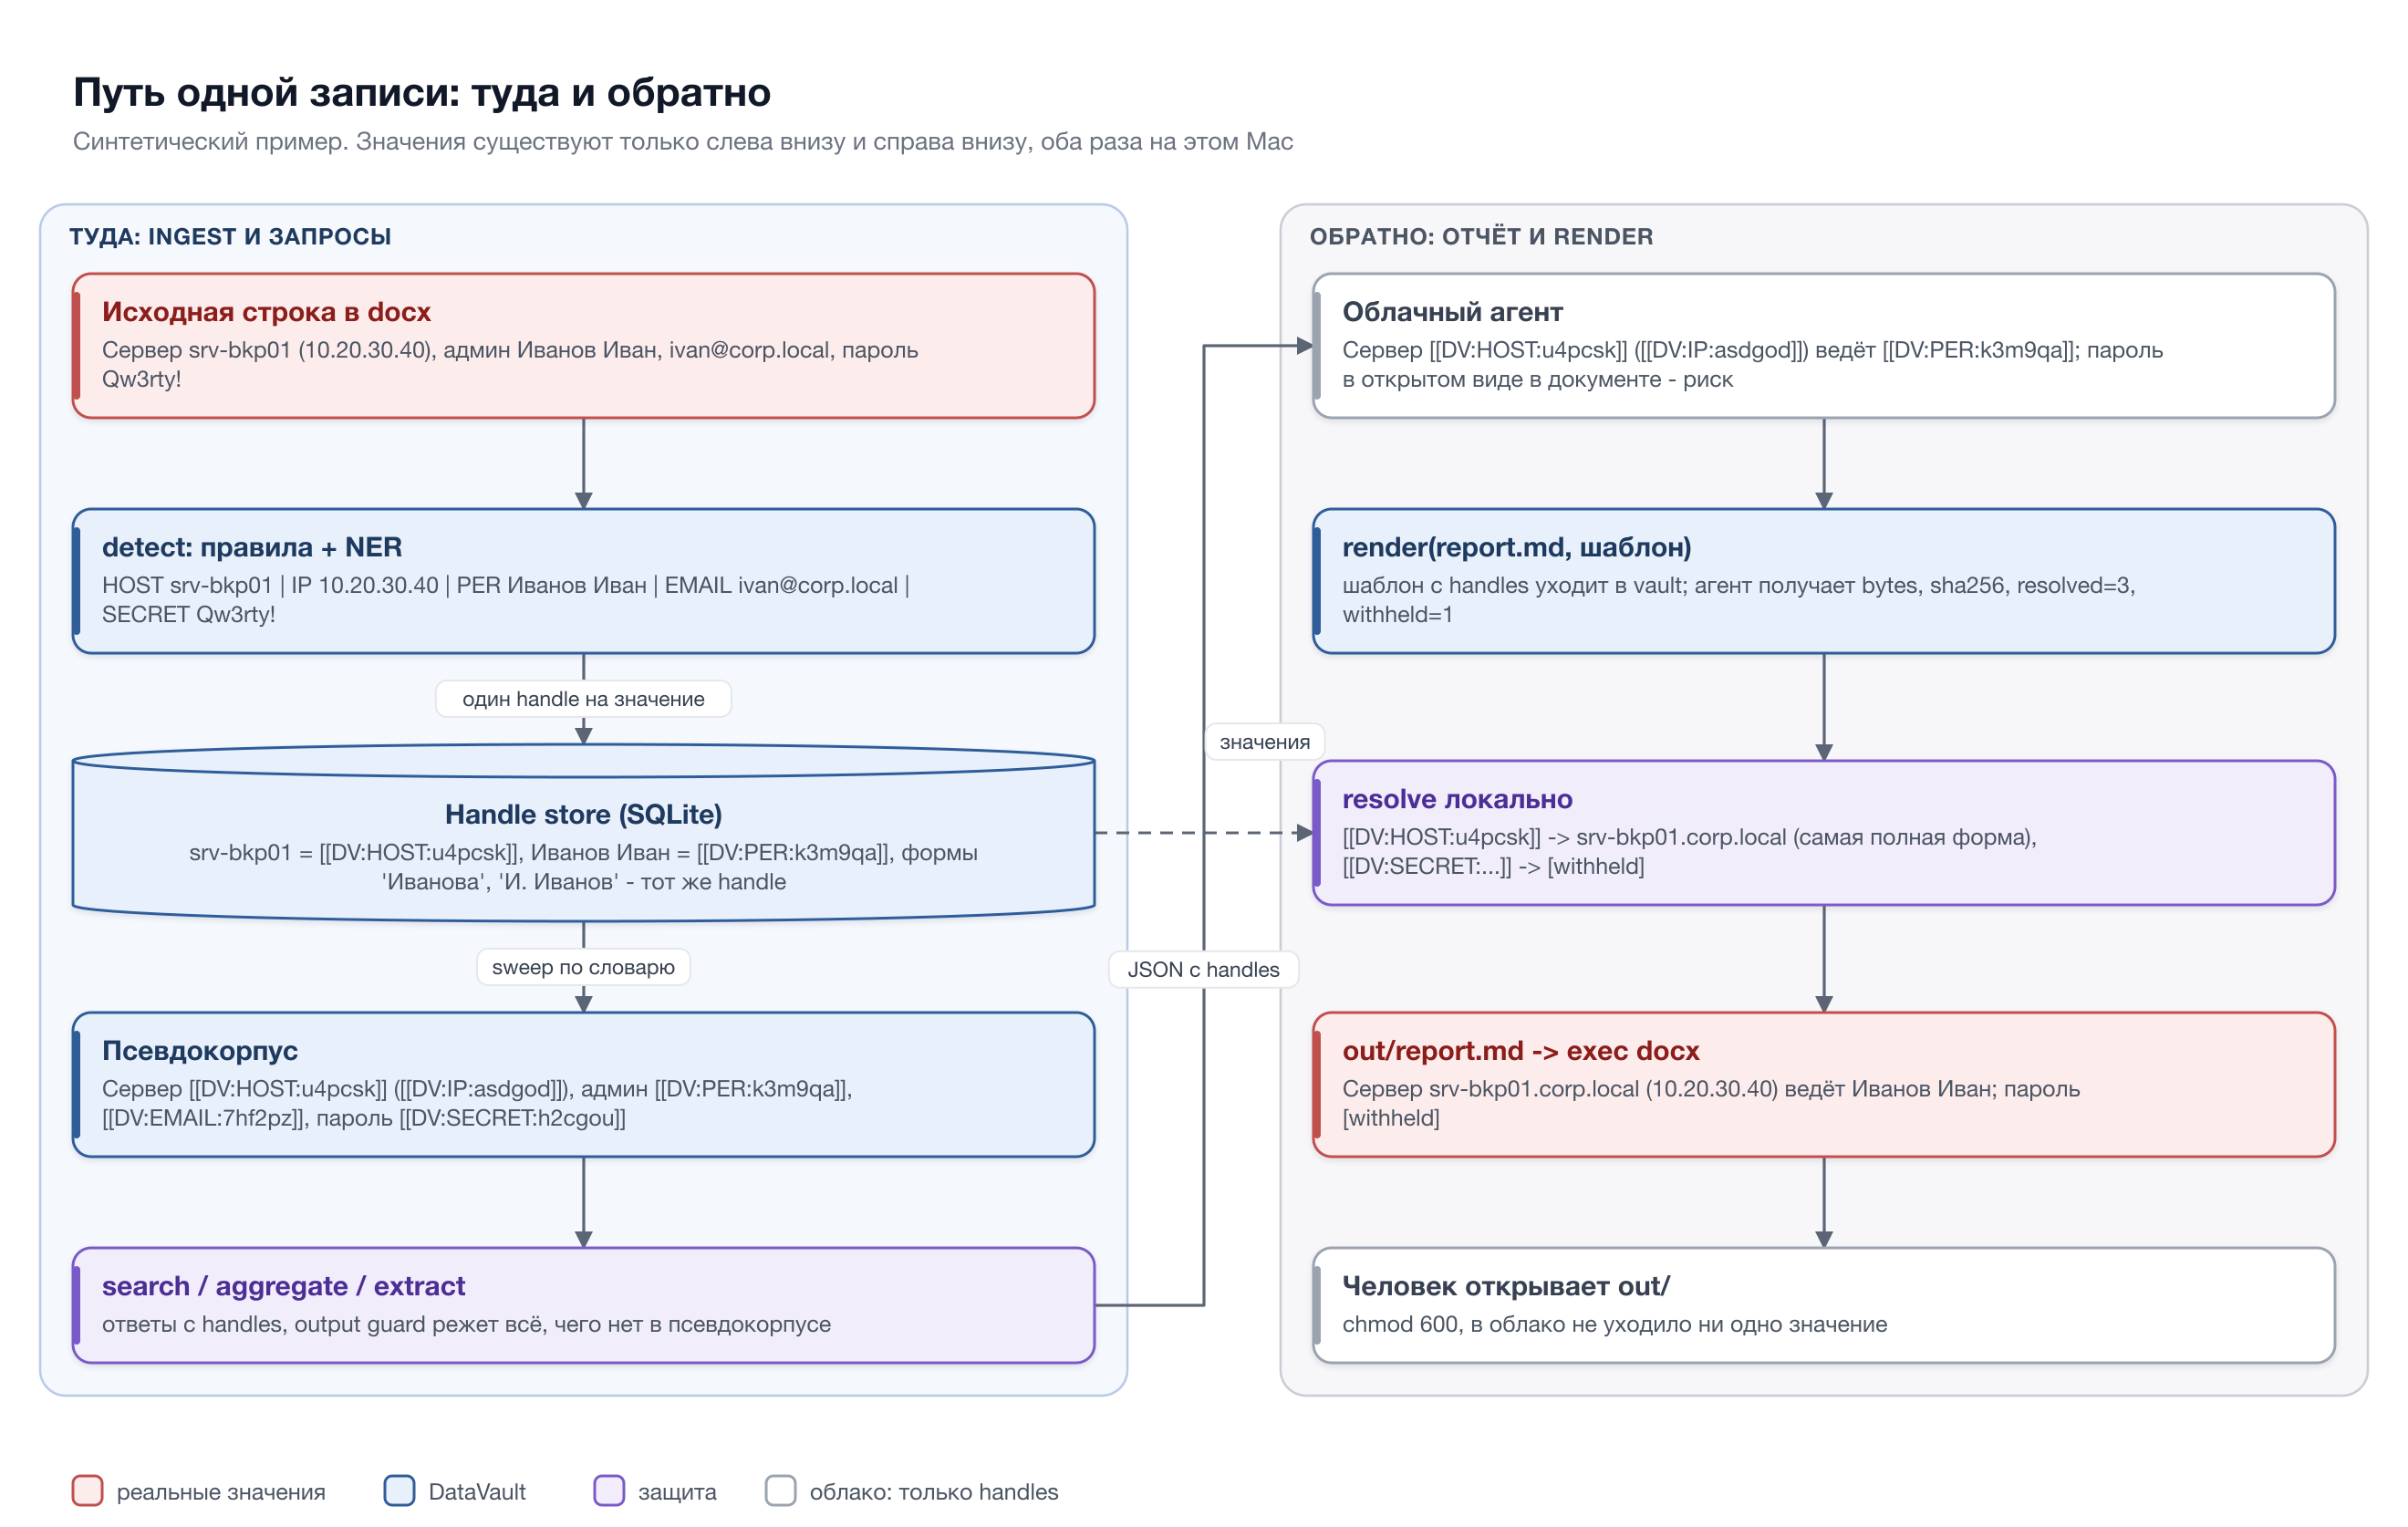 Путь одной записи: туда и обратно
Синтетический пример. Значения существуют только слева внизу и справа внизу, оба раза на этом Mac
ТУДА: INGEST И ЗАПРОСЫ
Исходная строка в docx
Сервер srv-bkp01 (10.20.30.40), админ Иванов Иван, ivan@corp.local, пароль
Qw3rty!
detect: правила + NER
HOST srv-bkp01 | IP 10.20.30.40 | PER Иванов Иван | EMAIL ivan@corp.local |
SECRET Qw3rty!
один handle на значение
Handle store (SQLite)
srv-bkp01 = [[DV:HOST:u4pcsk]], Иванов Иван = [[DV:PER:k3m9qa]], формы
'Иванова', 'И. Иванов' - тот же handle
sweep по словарю
Псевдокорпус
Сервер [[DV:HOST:u4pcsk]] ([[DV:IP:asdgod]]), админ [[DV:PER:k3m9qa]],
[[DV:EMAIL:7hf2pz]], пароль [[DV:SECRET:h2cgou]]
search / aggregate / extract
ответы с handles, output guard режет всё, чего нет в псевдокорпусе
значения
JSON с handles
ОБРАТНО: ОТЧЁТ И RENDER
Облачный агент
Сервер [[DV:HOST:u4pcsk]] ([[DV:IP:asdgod]]) ведёт [[DV:PER:k3m9qa]]; пароль
в открытом виде в документе - риск
render(report.md, шаблон)
шаблон с handles уходит в vault; агент получает bytes, sha256, resolved=3,
withheld=1
resolve локально
[[DV:HOST:u4pcsk]] -> srv-bkp01.corp.local (самая полная форма),
[[DV:SECRET:...]] -> [withheld]
out/report.md -> exec docx
Сервер srv-bkp01.corp.local (10.20.30.40) ведёт Иванов Иван; пароль
[withheld]
Человек открывает out/
chmod 600, в облако не уходило ни одно значение
реальные значения
DataVault
защита
облако: только handles